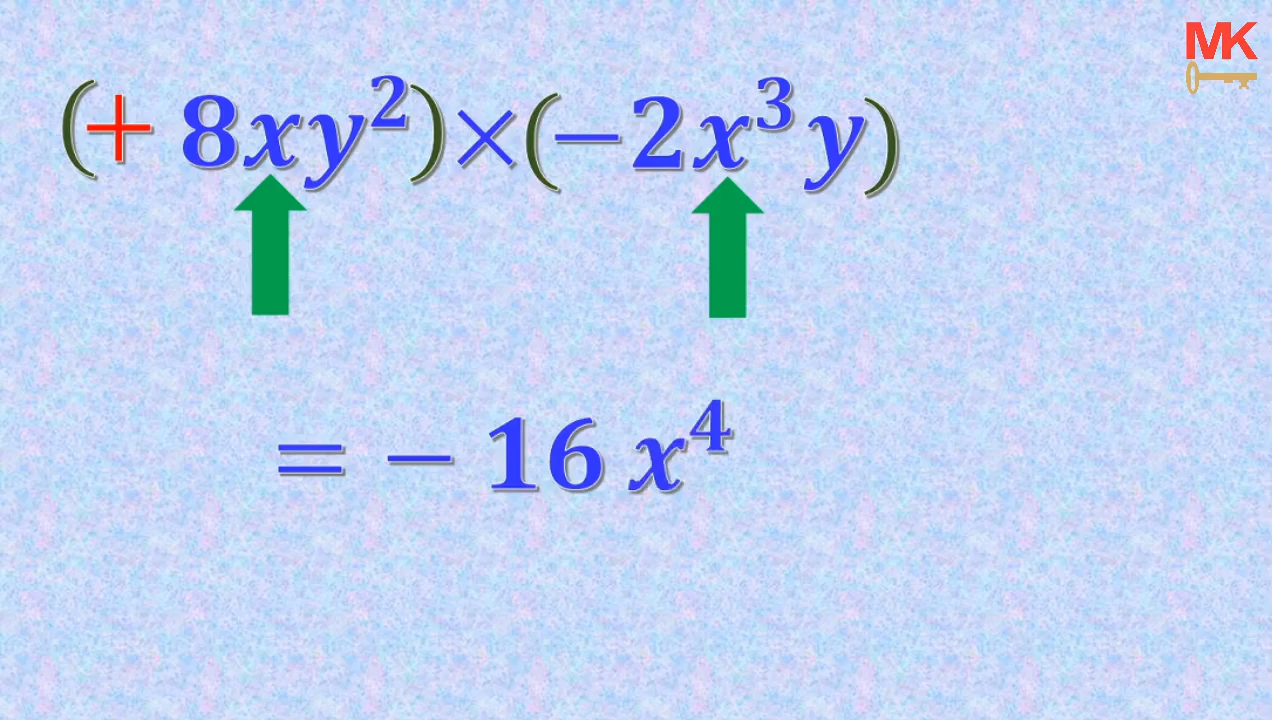 MK
(+ 8xy²)×(−2x³y)
= − 16 x⁴